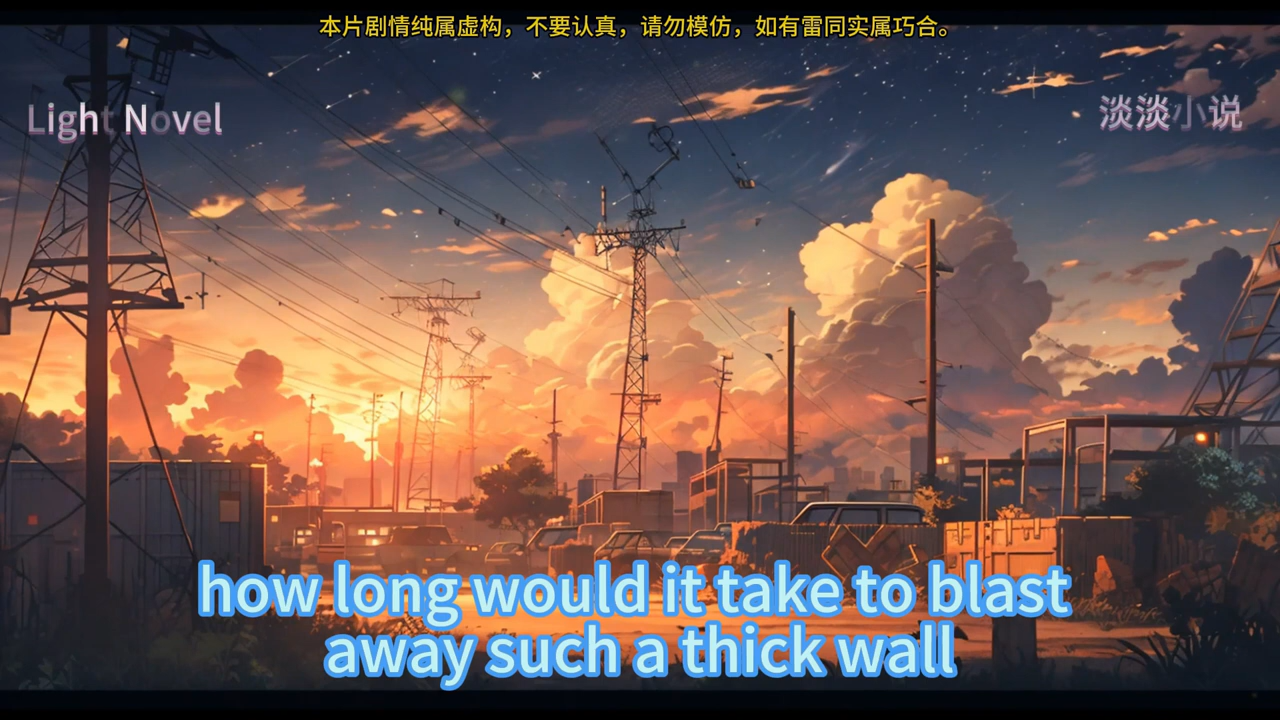 本片剧情纯属虚构，不要认真，请勿模仿，如有雷同实属巧合。
Light Novel
淡淡小说
how long would it take to blast
away such a thick wall